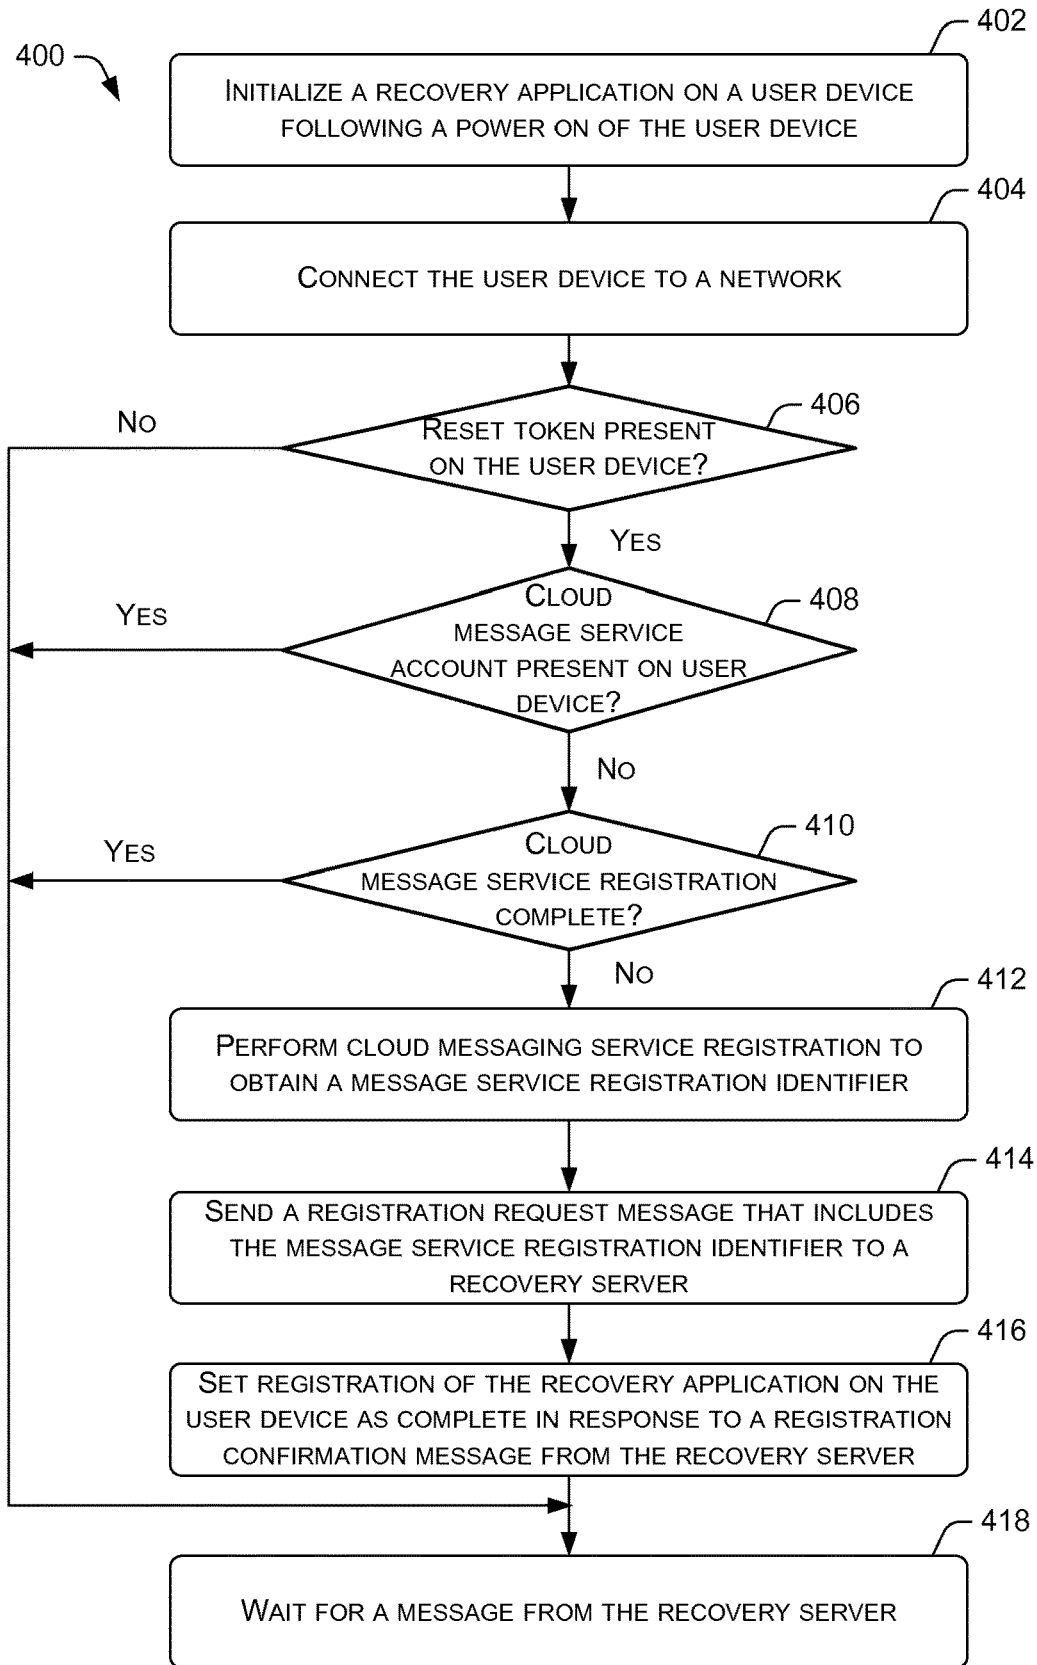 400
402
INITIALIZE A RECOVERY APPLICATION ON A USER DEVICE
FOLLOWING A POWER ON OF THE USER DEVICE
404
CONNECT THE USER DEVICE TO A NETWORK
406
RESET TOKEN PRESENT
ON THE USER DEVICE?
NO
YES
408
CLOUD
MESSAGE SERVICE
ACCOUNT PRESENT ON USER
DEVICE?
YES
NO
410
CLOUD
MESSAGE SERVICE REGISTRATION
COMPLETE?
YES
NO
412
PERFORM CLOUD MESSAGING SERVICE REGISTRATION TO
OBTAIN A MESSAGE SERVICE REGISTRATION IDENTIFIER
414
SEND A REGISTRATION REQUEST MESSAGE THAT INCLUDES
THE MESSAGE SERVICE REGISTRATION IDENTIFIER TO A
RECOVERY SERVER
416
SET REGISTRATION OF THE RECOVERY APPLICATION ON THE
USER DEVICE AS COMPLETE IN RESPONSE TO A REGISTRATION
CONFIRMATION MESSAGE FROM THE RECOVERY SERVER
418
WAIT FOR A MESSAGE FROM THE RECOVERY SERVER